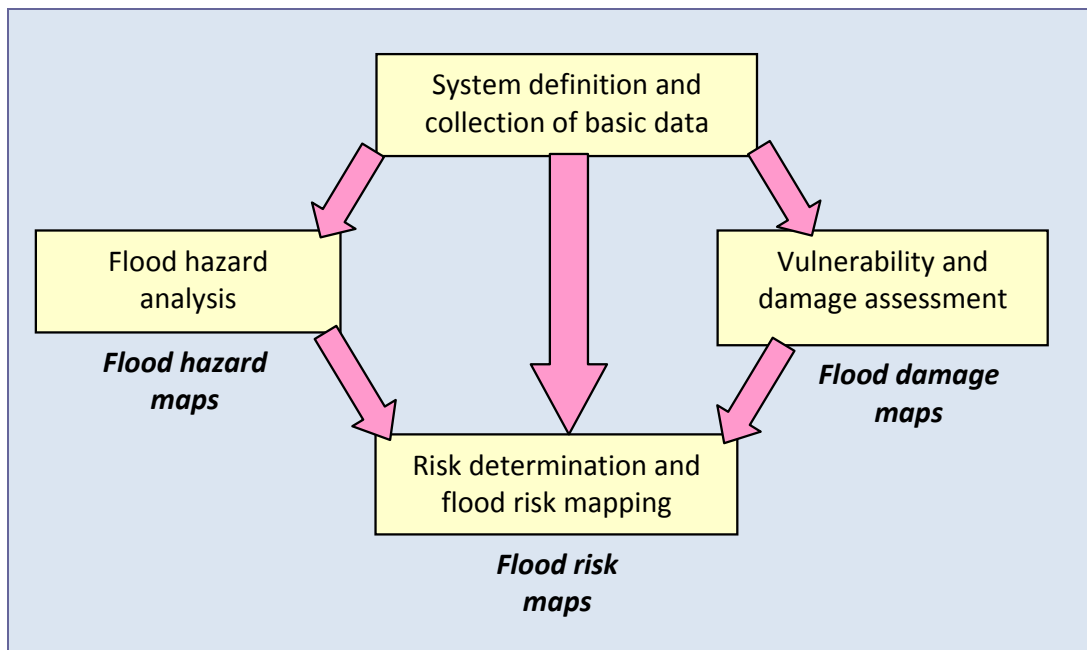 System definition and
collection of basic data
Flood hazard
analysis
Vulnerability and
damage assessment
Flood hazard
maps
Flood damage
maps
Risk determination and
flood risk mapping
Flood risk
maps